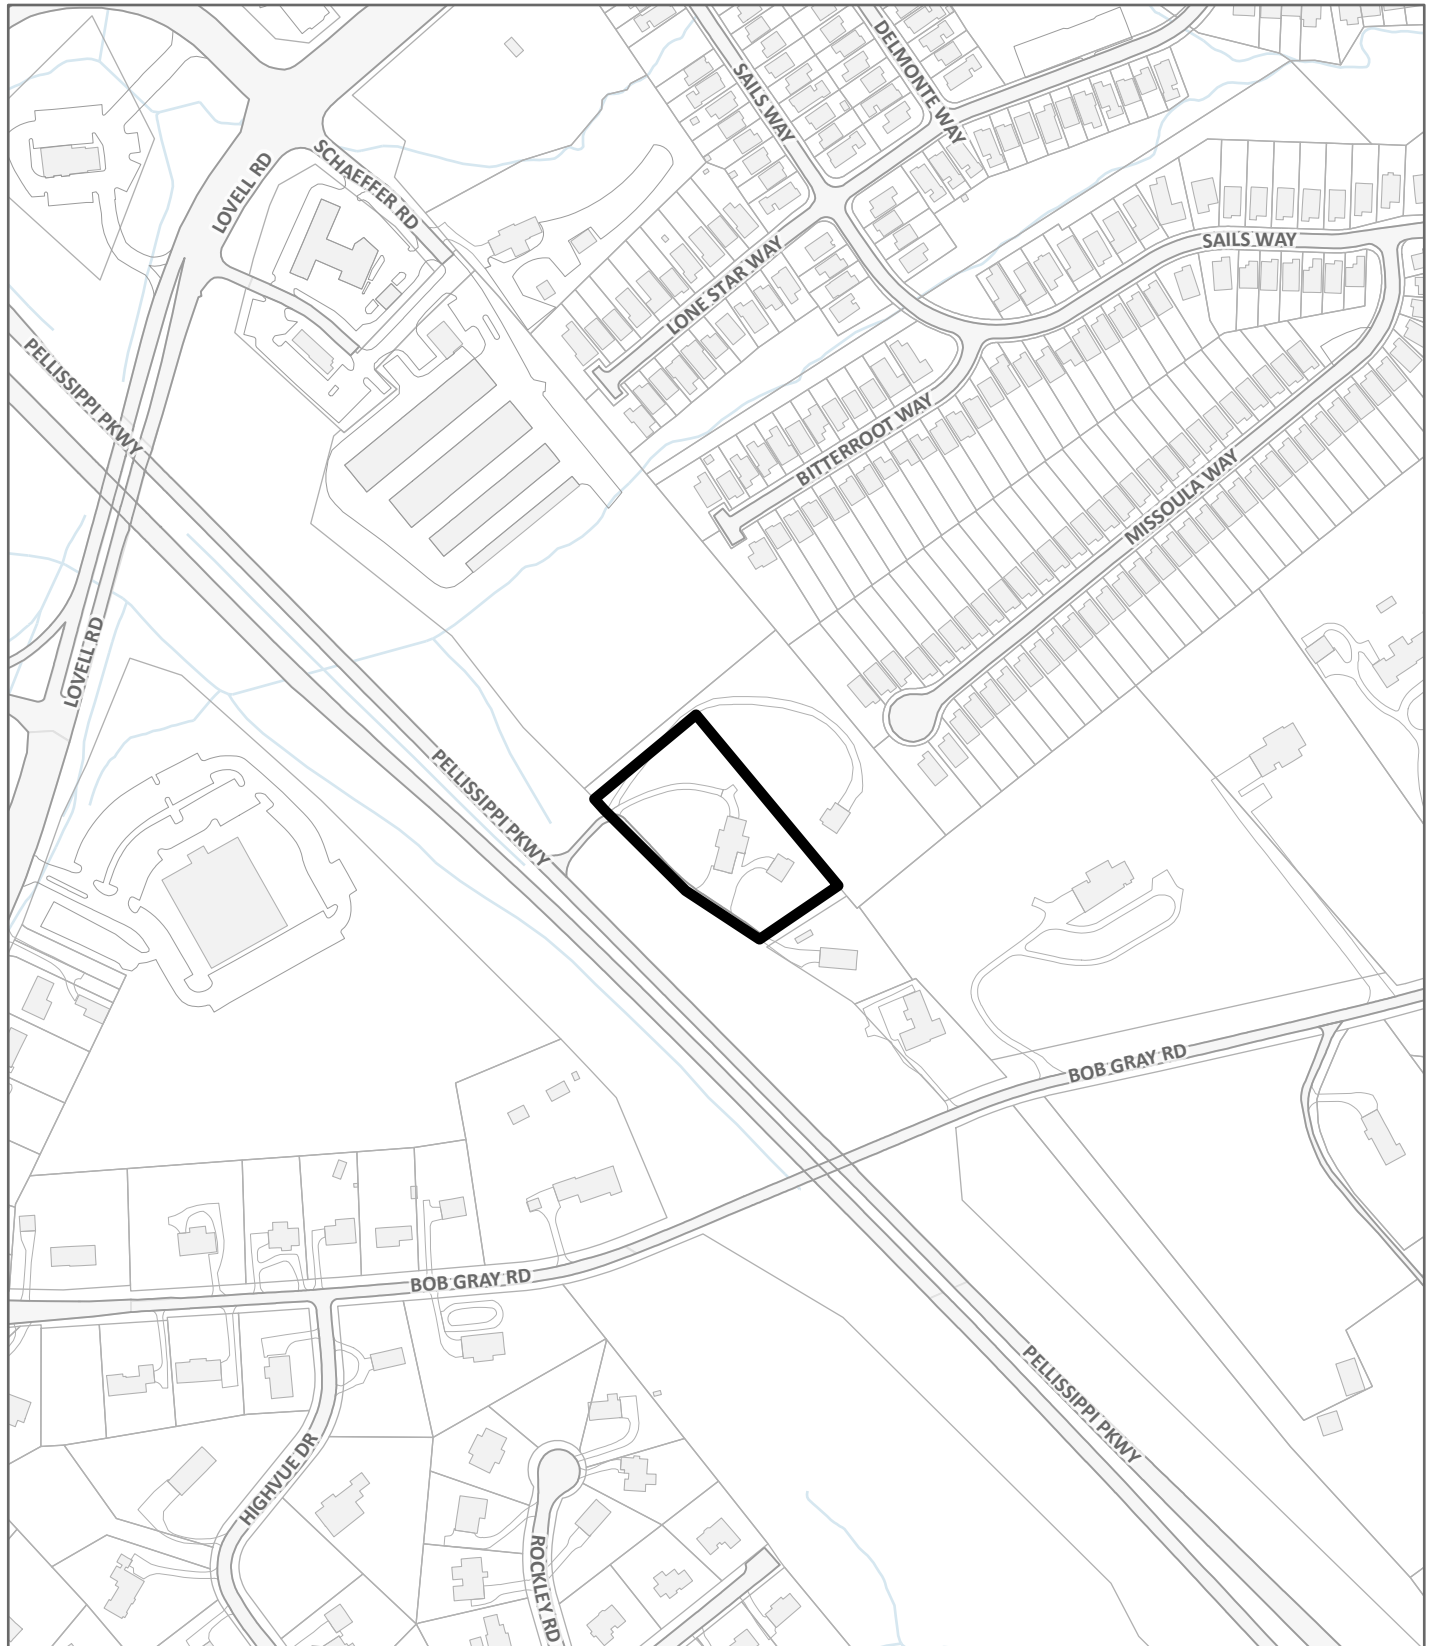 DELMONTE WAY
SAILS WAY
SCHAEFFER RD
LOVELL RD
SAILS WAY
LONE STAR WAY
PELLISSIPPI PKWY
BITTERROOT WAY
MISSOULA WAY
LOVELL RD
PELLISSIPPI PKWY
BOB GRAY RD
BOB GRAY RD
PELLISSIPPI PKWY
HIGHVUE DR
ROCKLEY RD